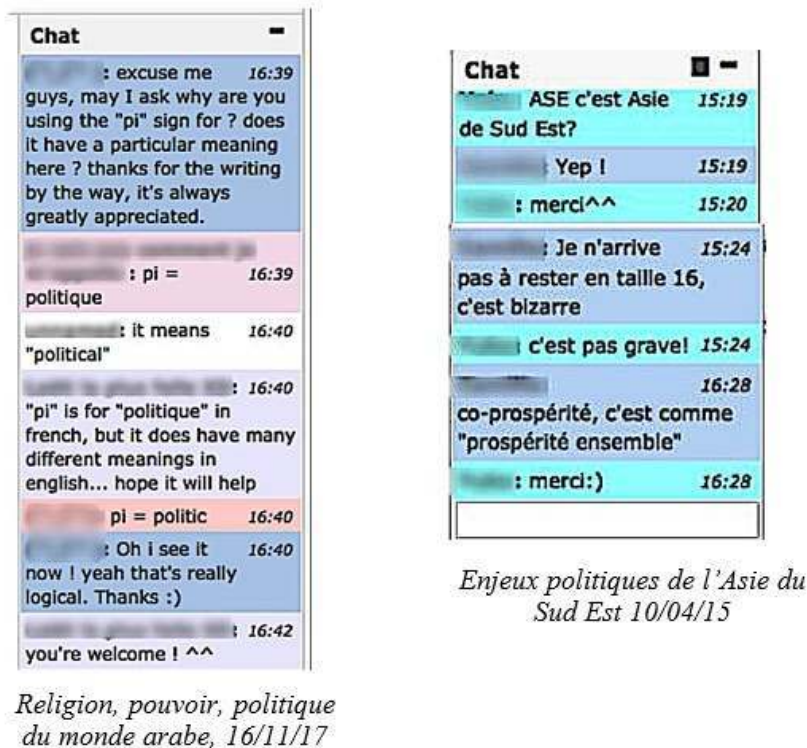 Chat
: excuse me 16:39
guys, may I ask why are you
using the "pi" sign for ? does
it have a particular meaning
here ? thanks for the writing
by the way, it's always
greatly appreciated.
: pi = 16:39
politique
: it means 16:40
"political"
: 16:40
"pi" is for "politique" in
french, but it does have many
different meanings in
english... hope it will help
pi = politic 16:40
: Oh i see it 16:40
now ! yeah that's really
logical. Thanks :)
: 16:42
you're welcome ! ^^
Religion, pouvoir, politique
du monde arabe, 16/11/17
Chat
ASE c'est Asie 15:19
de Sud Est?
: Yep ! 15:19
: merci^^ 15:20
: Je n'arrive 15:24
pas à rester en taille 16,
c'est bizarre
: c'est pas grave! 15:24
16:28
co-prospérité, c'est comme
"prospérité ensemble"
: merci:) 16:28
Enjeux politiques de l'Asie du
Sud Est 10/04/15